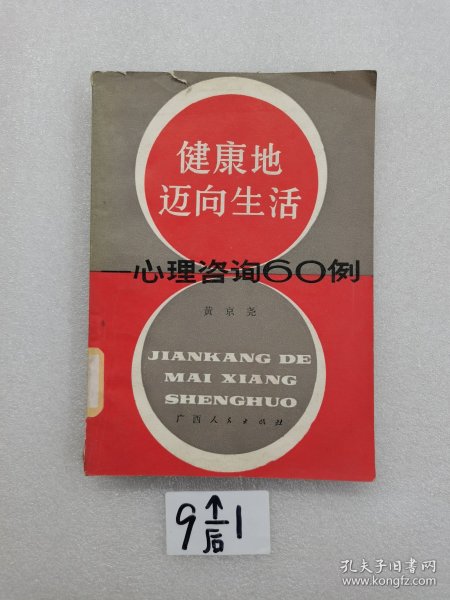 健康地
迈向生活
—心理咨询60例
黄京尧
JIANKANG DE
MAI XIANG
SHENGHUO
广西人民出版社
9↑后1
孔夫子旧书网
www.kongfz.com